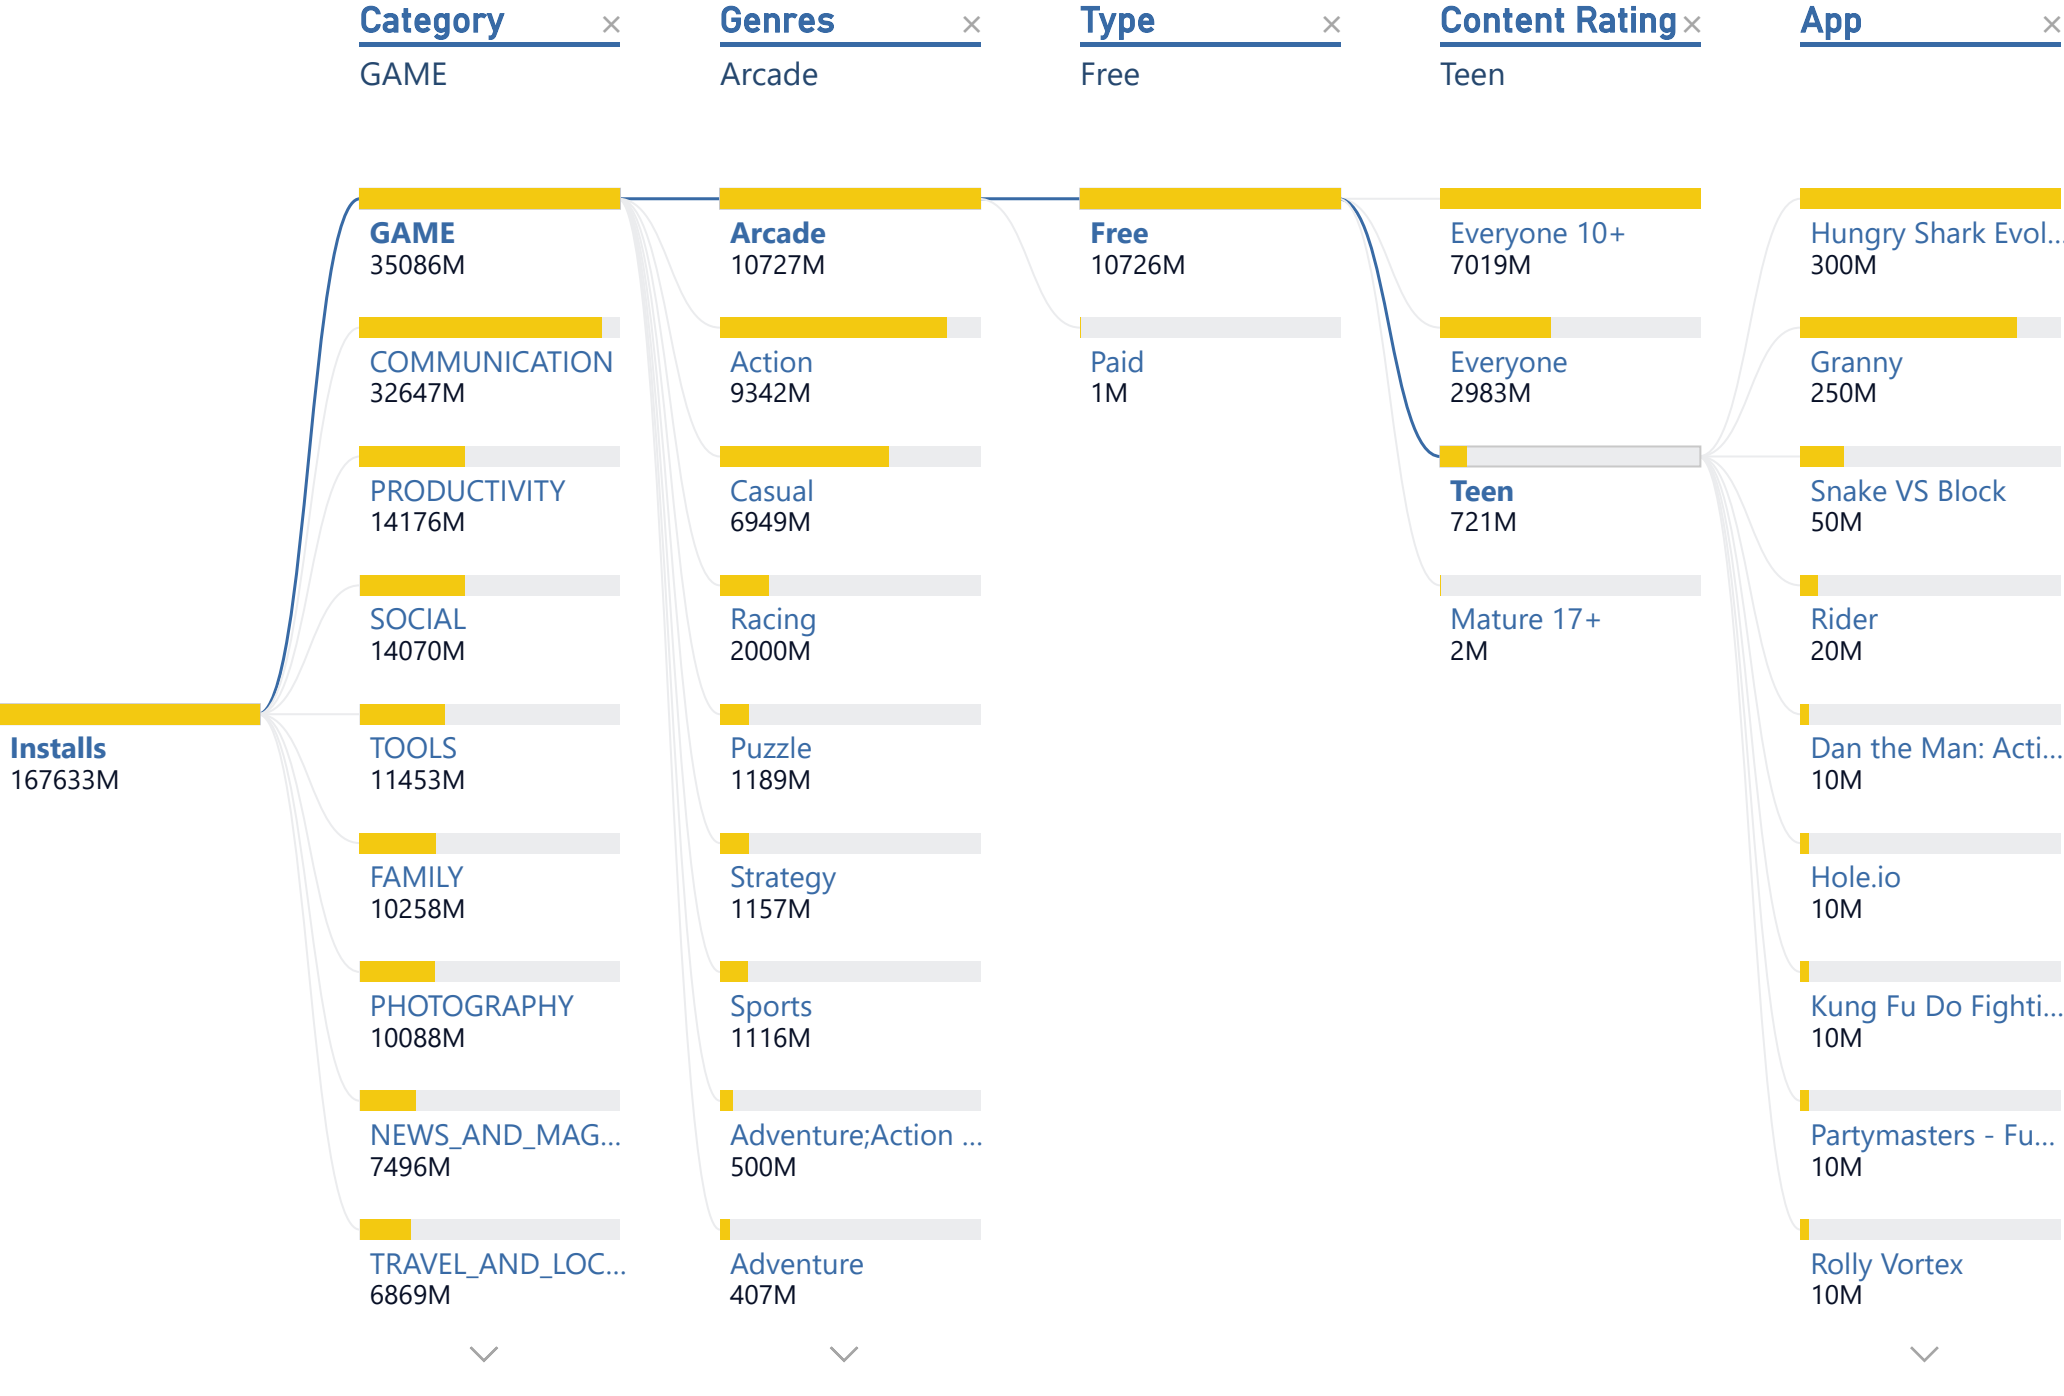 Category
GAME
Genres
Arcade
Type
Free
Content Rating
Teen
App
Installs
167633M
GAME
35086M
COMMUNICATION
32647M
PRODUCTIVITY
14176M
SOCIAL
14070M
TOOLS
11453M
FAMILY
10258M
PHOTOGRAPHY
10088M
NEWS_AND_MAG...
7496M
TRAVEL_AND_LOC...
6869M
Arcade
10727M
Action
9342M
Casual
6949M
Racing
2000M
Puzzle
1189M
Strategy
1157M
Sports
1116M
Adventure;Action ...
500M
Adventure
407M
Free
10726M
Paid
1M
Everyone 10+
7019M
Everyone
2983M
Teen
721M
Mature 17+
2M
Hungry Shark Evol...
300M
Granny
250M
Snake VS Block
50M
Rider
20M
Dan the Man: Acti...
10M
Hole.io
10M
Kung Fu Do Fighti...
10M
Partymasters - Fu...
10M
Rolly Vortex
10M